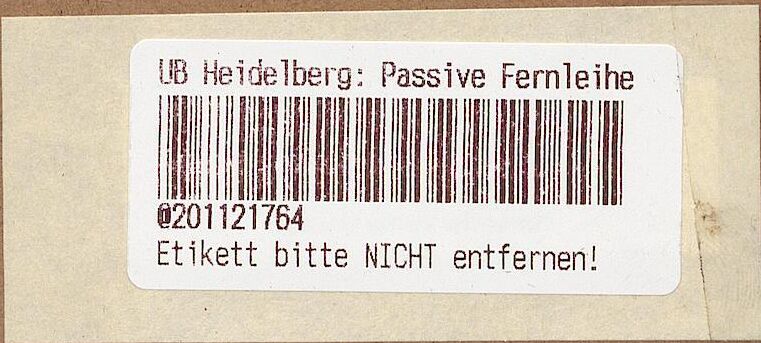 UB Heidelberg: Passive Fernleihe
@201121764
Etikett bitte NICHT entfernen!